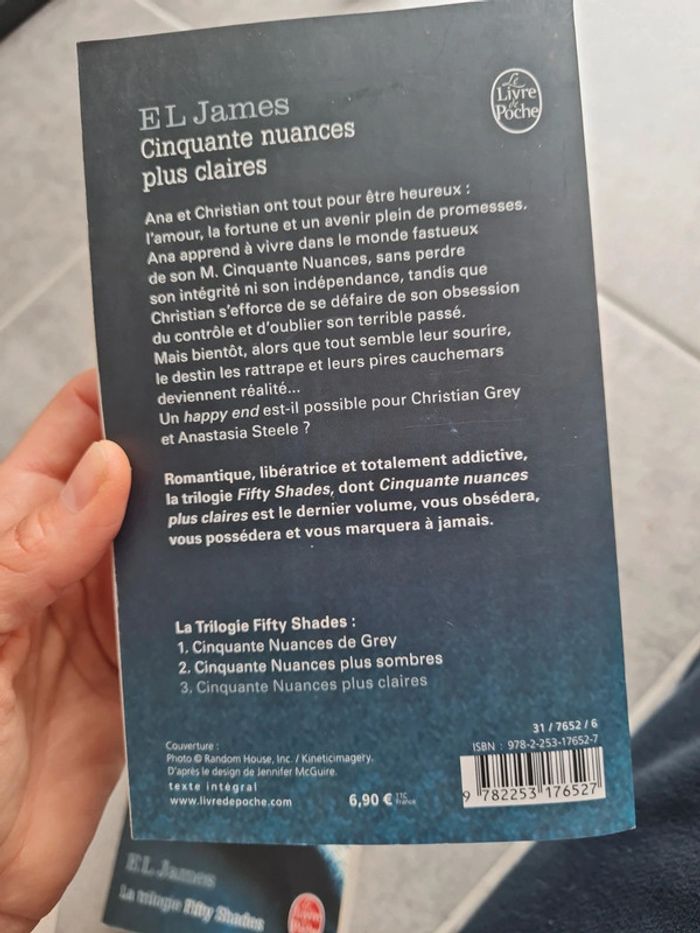 E L James
Cinquante nuances
plus claires
Le
Livre
de
Poche
Ana et Christian ont tout pour être heureux :
l'amour, la fortune et un avenir plein de promesses.
Ana apprend à vivre dans le monde fastueux
de son M. Cinquante Nuances, sans perdre
son intégrité ni son indépendance, tandis que
Christian s'efforce de se défaire de son obsession
du contrôle et d'oublier son terrible passé.
Mais bientôt, alors que tout semble leur sourire,
le destin les rattrape et leurs pires cauchemars
deviennent réalité...
Un happy end est-il possible pour Christian Grey
et Anastasia Steele ?
Romantique, libératrice et totalement addictive,
la trilogie Fifty Shades, dont Cinquante nuances
plus claires est le dernier volume, vous obsédera,
vous possédera et vous marquera à jamais.
La Trilogie Fifty Shades :
1. Cinquante Nuances de Grey
2. Cinquante Nuances plus sombres
3. Cinquante Nuances plus claires
Couverture :
Photo © Random House, Inc. / Kineticimagery.
D'après le design de Jennifer McGuire.
texte intégral
www.livredepoche.com
6,90 € TTC
France
31 / 7652 / 6
ISBN : 978-2-253-17652-7
9 782253 176527
E L James
La trilogie Fifty Shades
Le
Livre
de
Poche